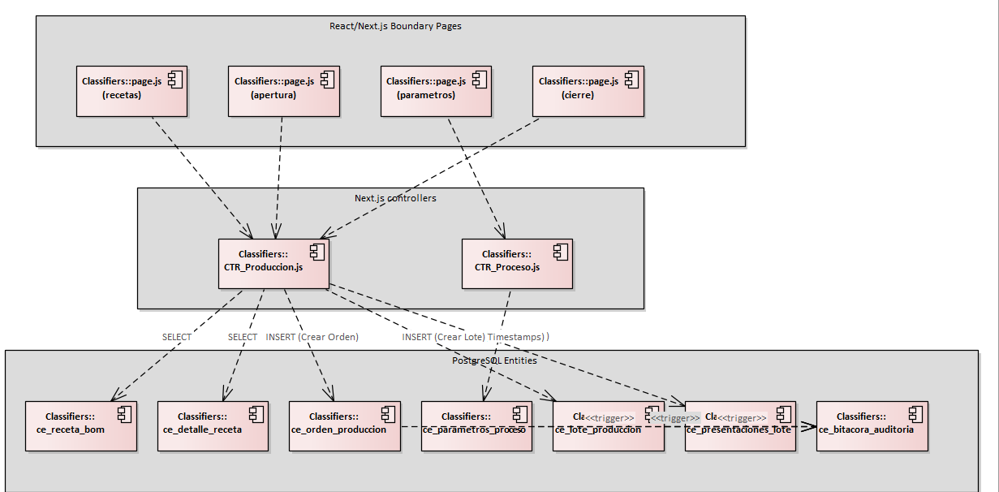 React/Next.js Boundary Pages
Classifiers::page.js
(recetas)
Classifiers::page.js
(apertura)
Classifiers::page.js
(parametros)
Classifiers::page.js
(cierre)
Next.js controllers
Classifiers::
CTR_Produccion.js
Classifiers::
CTR_Proceso.js
SELECT
SELECT
INSERT (Crear Orden)
INSERT (Crear Lote) Timestamps))
PostgreSQL Entities
Classifiers::
ce_receta_bom
Classifiers::
ce_detalle_receta
Classifiers::
ce_orden_produccion
Classifiers::
ce_parametros_proceso
<<trigger>>
ce_lote_produccion
<<trigger>>
<<trigger>>
ce_presentaciones_lote
Classifiers::
ce_bitacora_auditoria